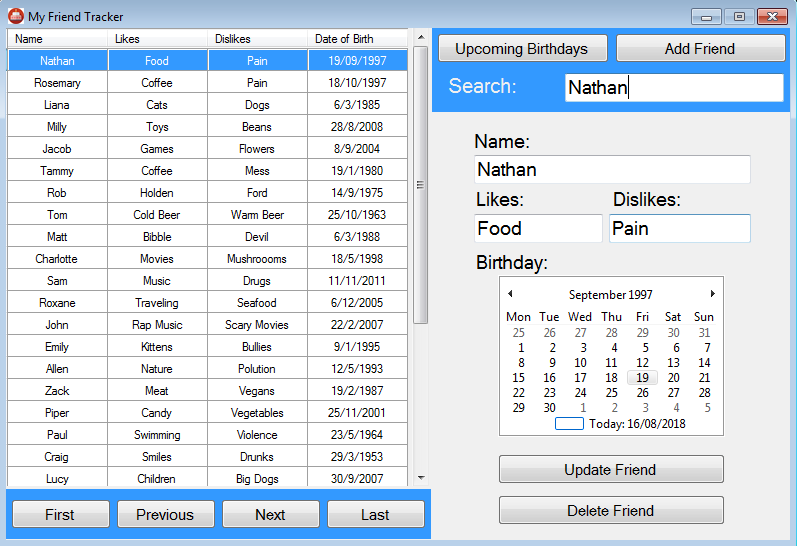 My Friend Tracker
Name Likes Dislikes Date of Birth
Nathan Food Pain 19/09/1997
Rosemary Coffee Pain 18/10/1997
Liana Cats Dogs 6/3/1985
Milly Toys Beans 28/8/2008
Jacob Games Flowers 8/9/2004
Tammy Coffee Mess 19/1/1980
Rob Holden Ford 14/9/1975
Tom Cold Beer Warm Beer 25/10/1963
Matt Bibble Devil 6/3/1988
Charlotte Movies Mushroooms 18/5/1998
Sam Music Drugs 11/11/2011
Roxane Traveling Seafood 6/12/2005
John Rap Music Scary Movies 22/2/2007
Emily Kittens Bullies 9/1/1995
Allen Nature Polution 12/5/1993
Zack Meat Vegans 19/2/1987
Piper Candy Vegetables 25/11/2001
Paul Swimming Violence 23/5/1964
Craig Smiles Drunks 29/3/1953
Lucy Children Big Dogs 30/9/2007
First Previous Next Last
Upcoming Birthdays Add Friend
Search: Nathan
Name:
Nathan
Likes: Dislikes:
Food Pain
Birthday:
September 1997
Mon Tue Wed Thu Fri Sat Sun
25 26 27 28 29 30 31
1 2 3 4 5 6 7
8 9 10 11 12 13 14
15 16 17 18 19 20 21
22 23 24 25 26 27 28
29 30 1 2 3 4 5
Today: 16/08/2018
Update Friend
Delete Friend